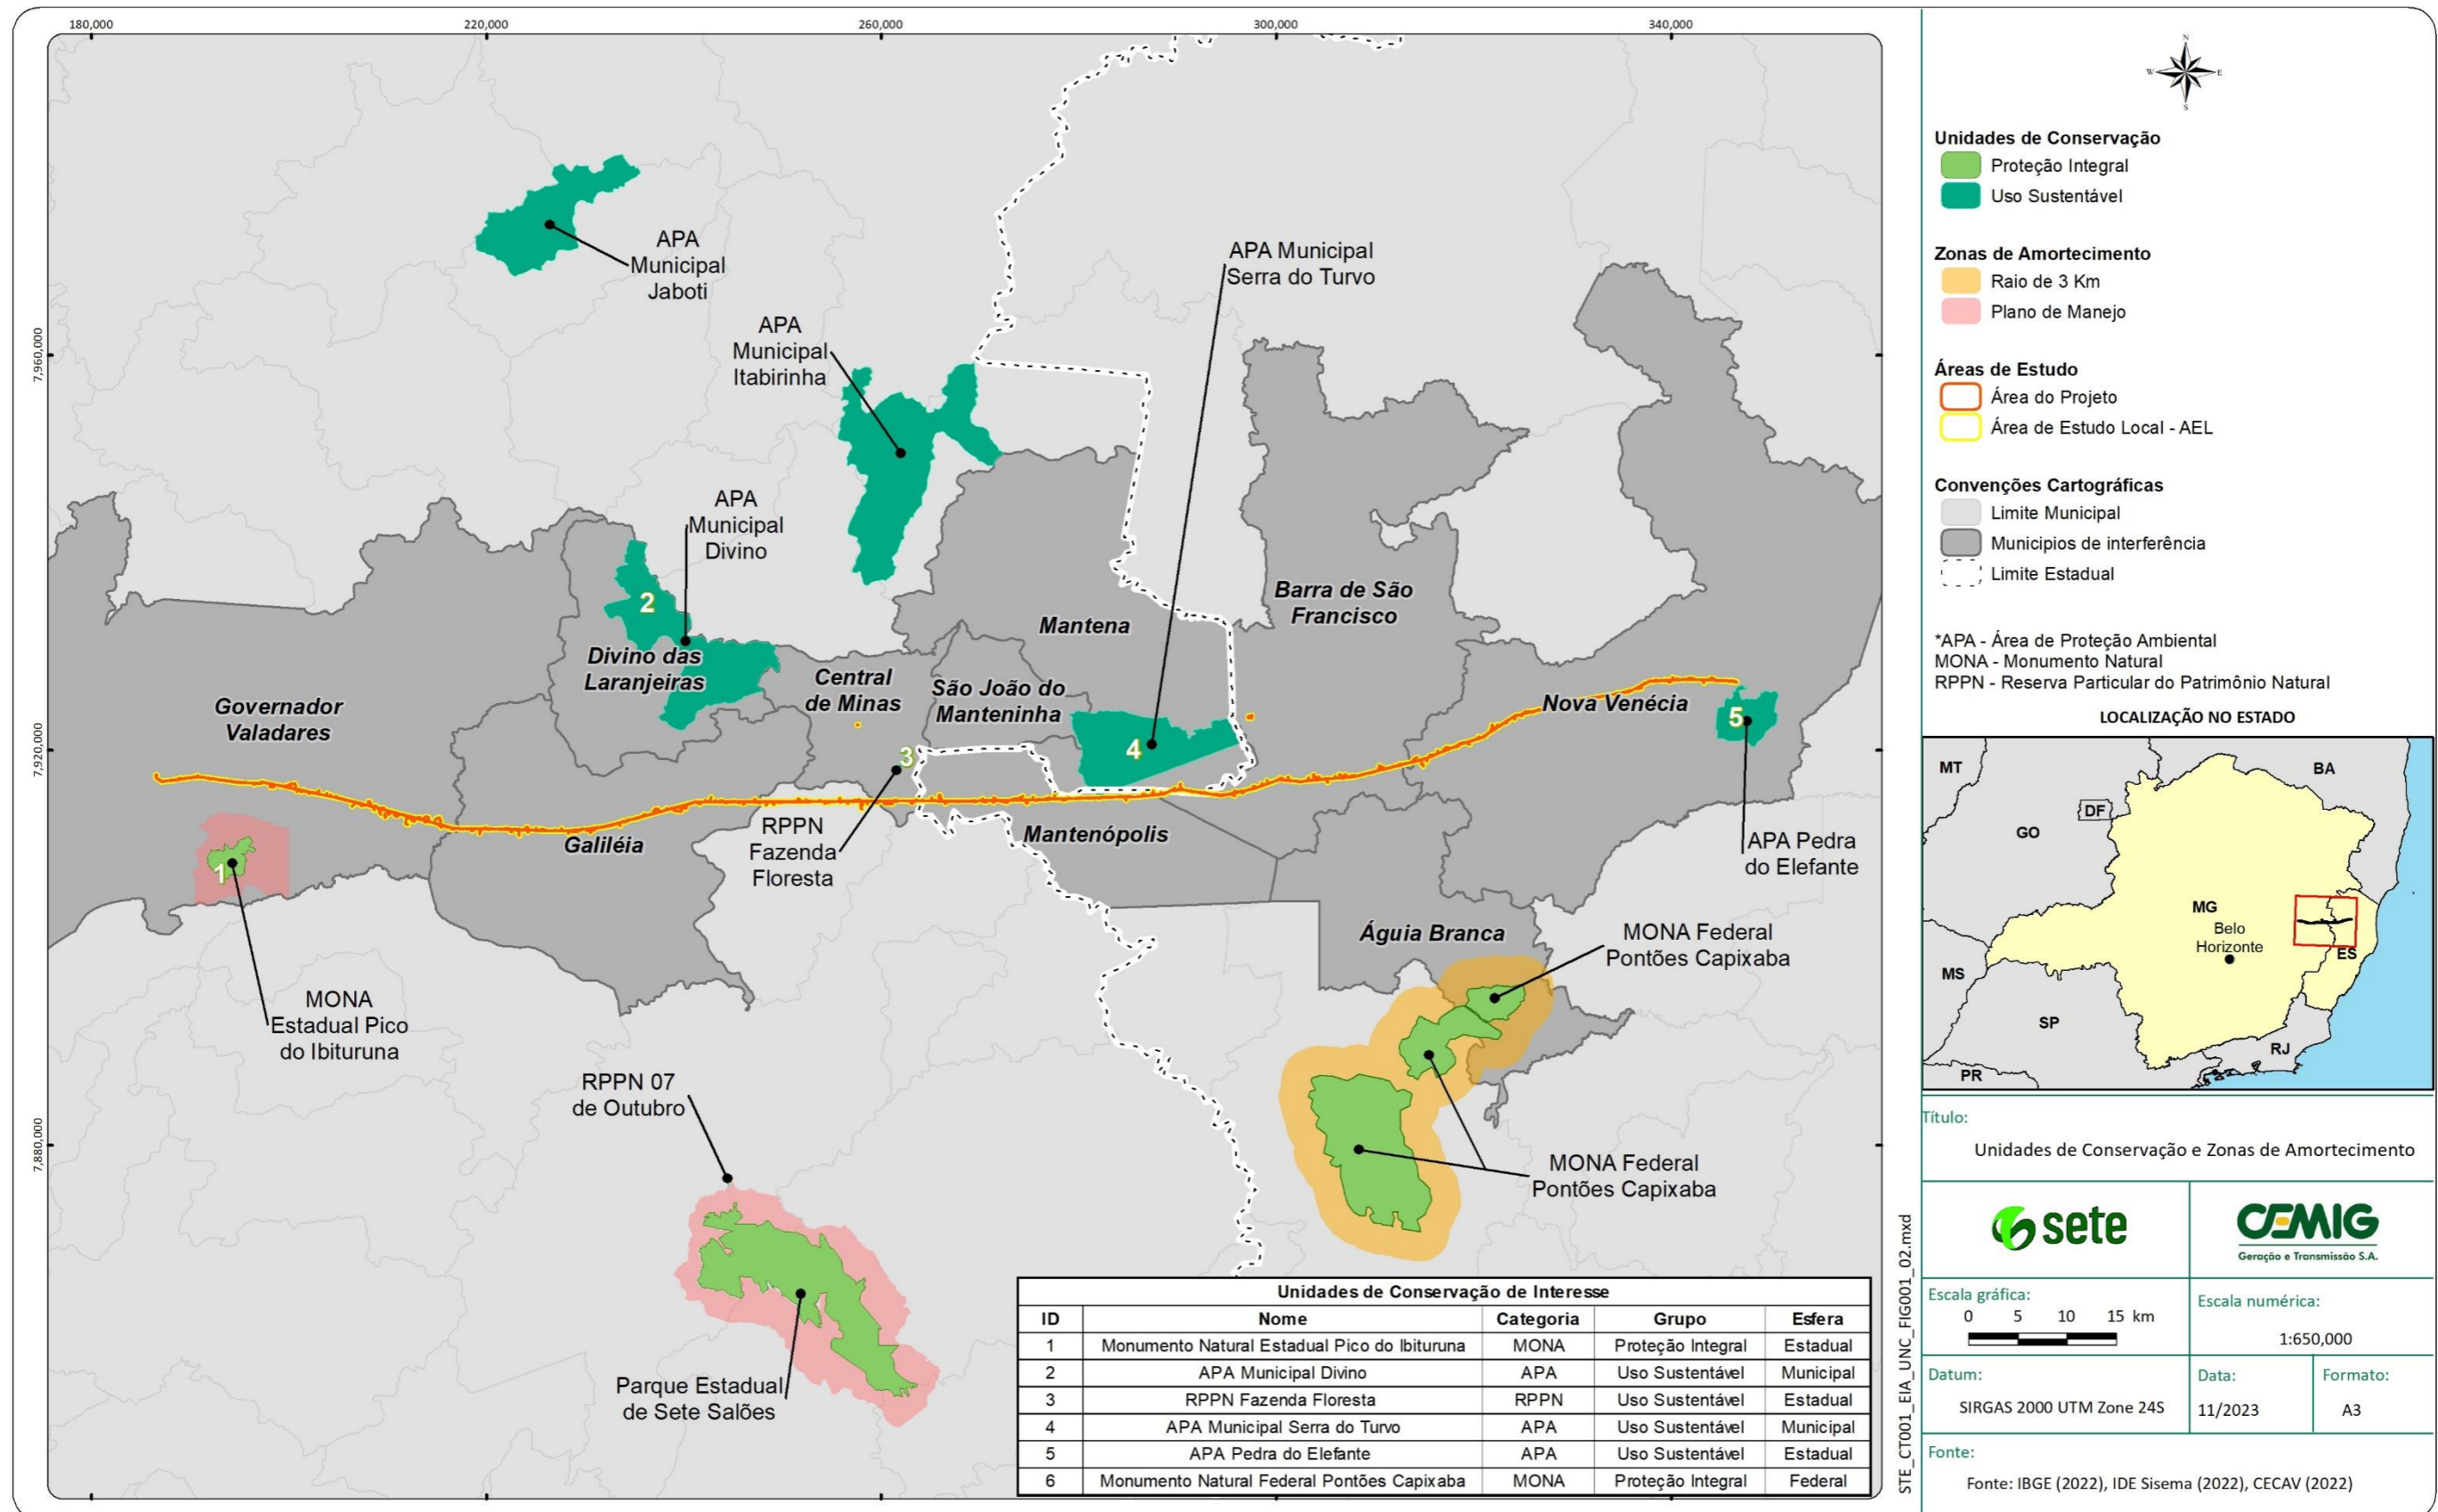 180,000 220,000 260,000 300,000 340,000
7,960,000
7,920,000
7,880,000
APA
Municipal
Jaboti
APA
Municipal
Itabirinha
APA Municipal
Serra do Turvo
APA
Municipal
Divino
2
Divino das
Laranjeiras
Governador
Valadares
Central
de Minas
São João do
Manteninha
Mantena
Barra de São
Francisco
Nova Venécia
5
4
3
1
Galiléia
RPPN
Fazenda
Floresta
Mantenópolis
APA Pedra
do Elefante
Águia Branca
MONA Federal
Pontões Capixaba
MONA
Estadual Pico
do Ibituruna
RPPN 07
de Outubro
MONA Federal
Pontões Capixaba
Parque Estadual
de Sete Salões
Unidades de Conservação de Interesse
ID Nome Categoria Grupo Esfera
1 Monumento Natural Estadual Pico do Ibituruna MONA Proteção Integral Estadual
2 APA Municipal Divino APA Uso Sustentável Municipal
3 RPPN Fazenda Floresta RPPN Uso Sustentável Estadual
4 APA Municipal Serra do Turvo APA Uso Sustentável Municipal
5 APA Pedra do Elefante APA Uso Sustentável Estadual
6 Monumento Natural Federal Pontões Capixaba MONA Proteção Integral Federal
STE_CT001_EIA_UNC_FIG001_02.mxd
N
W E
S
Unidades de Conservação
Proteção Integral
Uso Sustentável
Zonas de Amortecimento
Raio de 3 Km
Plano de Manejo
Áreas de Estudo
Área do Projeto
Área de Estudo Local - AEL
Convenções Cartográficas
Limite Municipal
Municipios de interferência
Limite Estadual
*APA - Área de Proteção Ambiental
MONA - Monumento Natural
RPPN - Reserva Particular do Patrimônio Natural
LOCALIZAÇÃO NO ESTADO
MT
BA
DF
GO
MG
Belo
Horizonte
ES
MS
SP
RJ
PR
Título:
Unidades de Conservação e Zonas de Amortecimento
sete
CEMIG
Geração e Transmissão S.A.
Escala gráfica:
0 5 10 15 km
Escala numérica:
1:650,000
Datum:
SIRGAS 2000 UTM Zone 24S
Data:
11/2023
Formato:
A3
Fonte:
Fonte: IBGE (2022), IDE Sisema (2022), CECAV (2022)